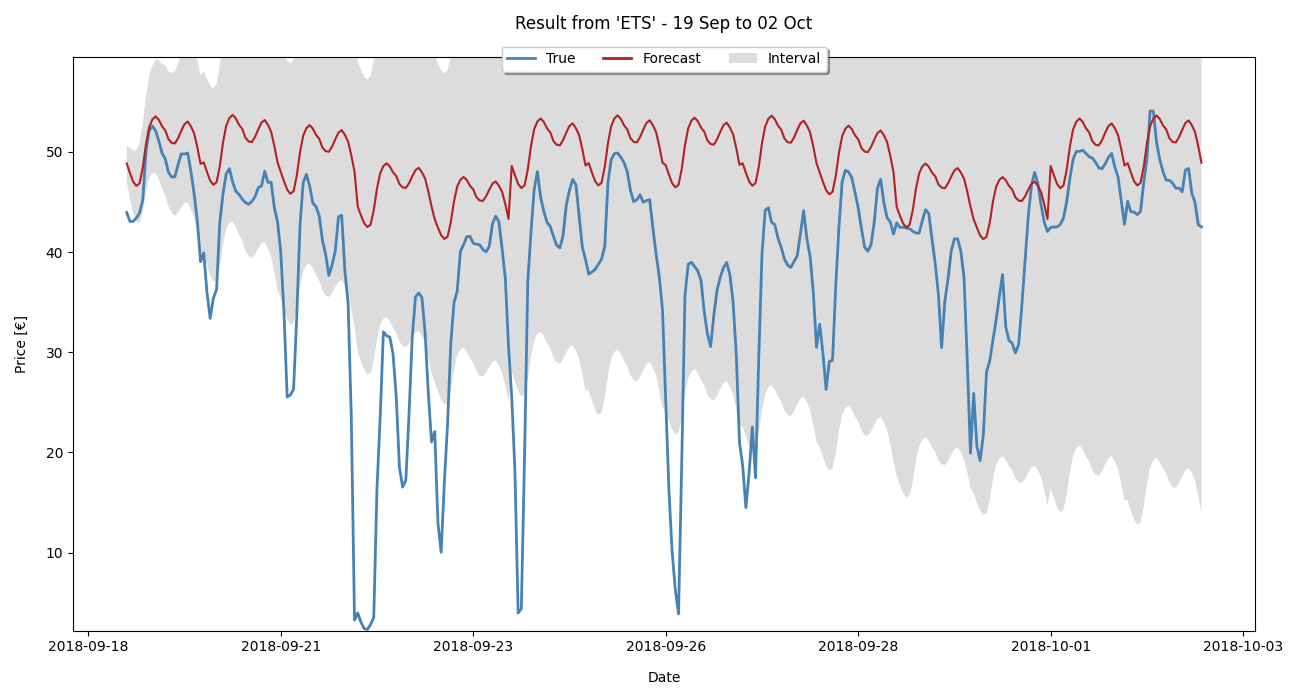 Result from 'ETS' - 19 Sep to 02 Oct
True Forecast Interval
Price [€]
50
40
30
20
10
2018-09-18 2018-09-21 2018-09-23 2018-09-26 2018-09-28 2018-10-01 2018-10-03
Date